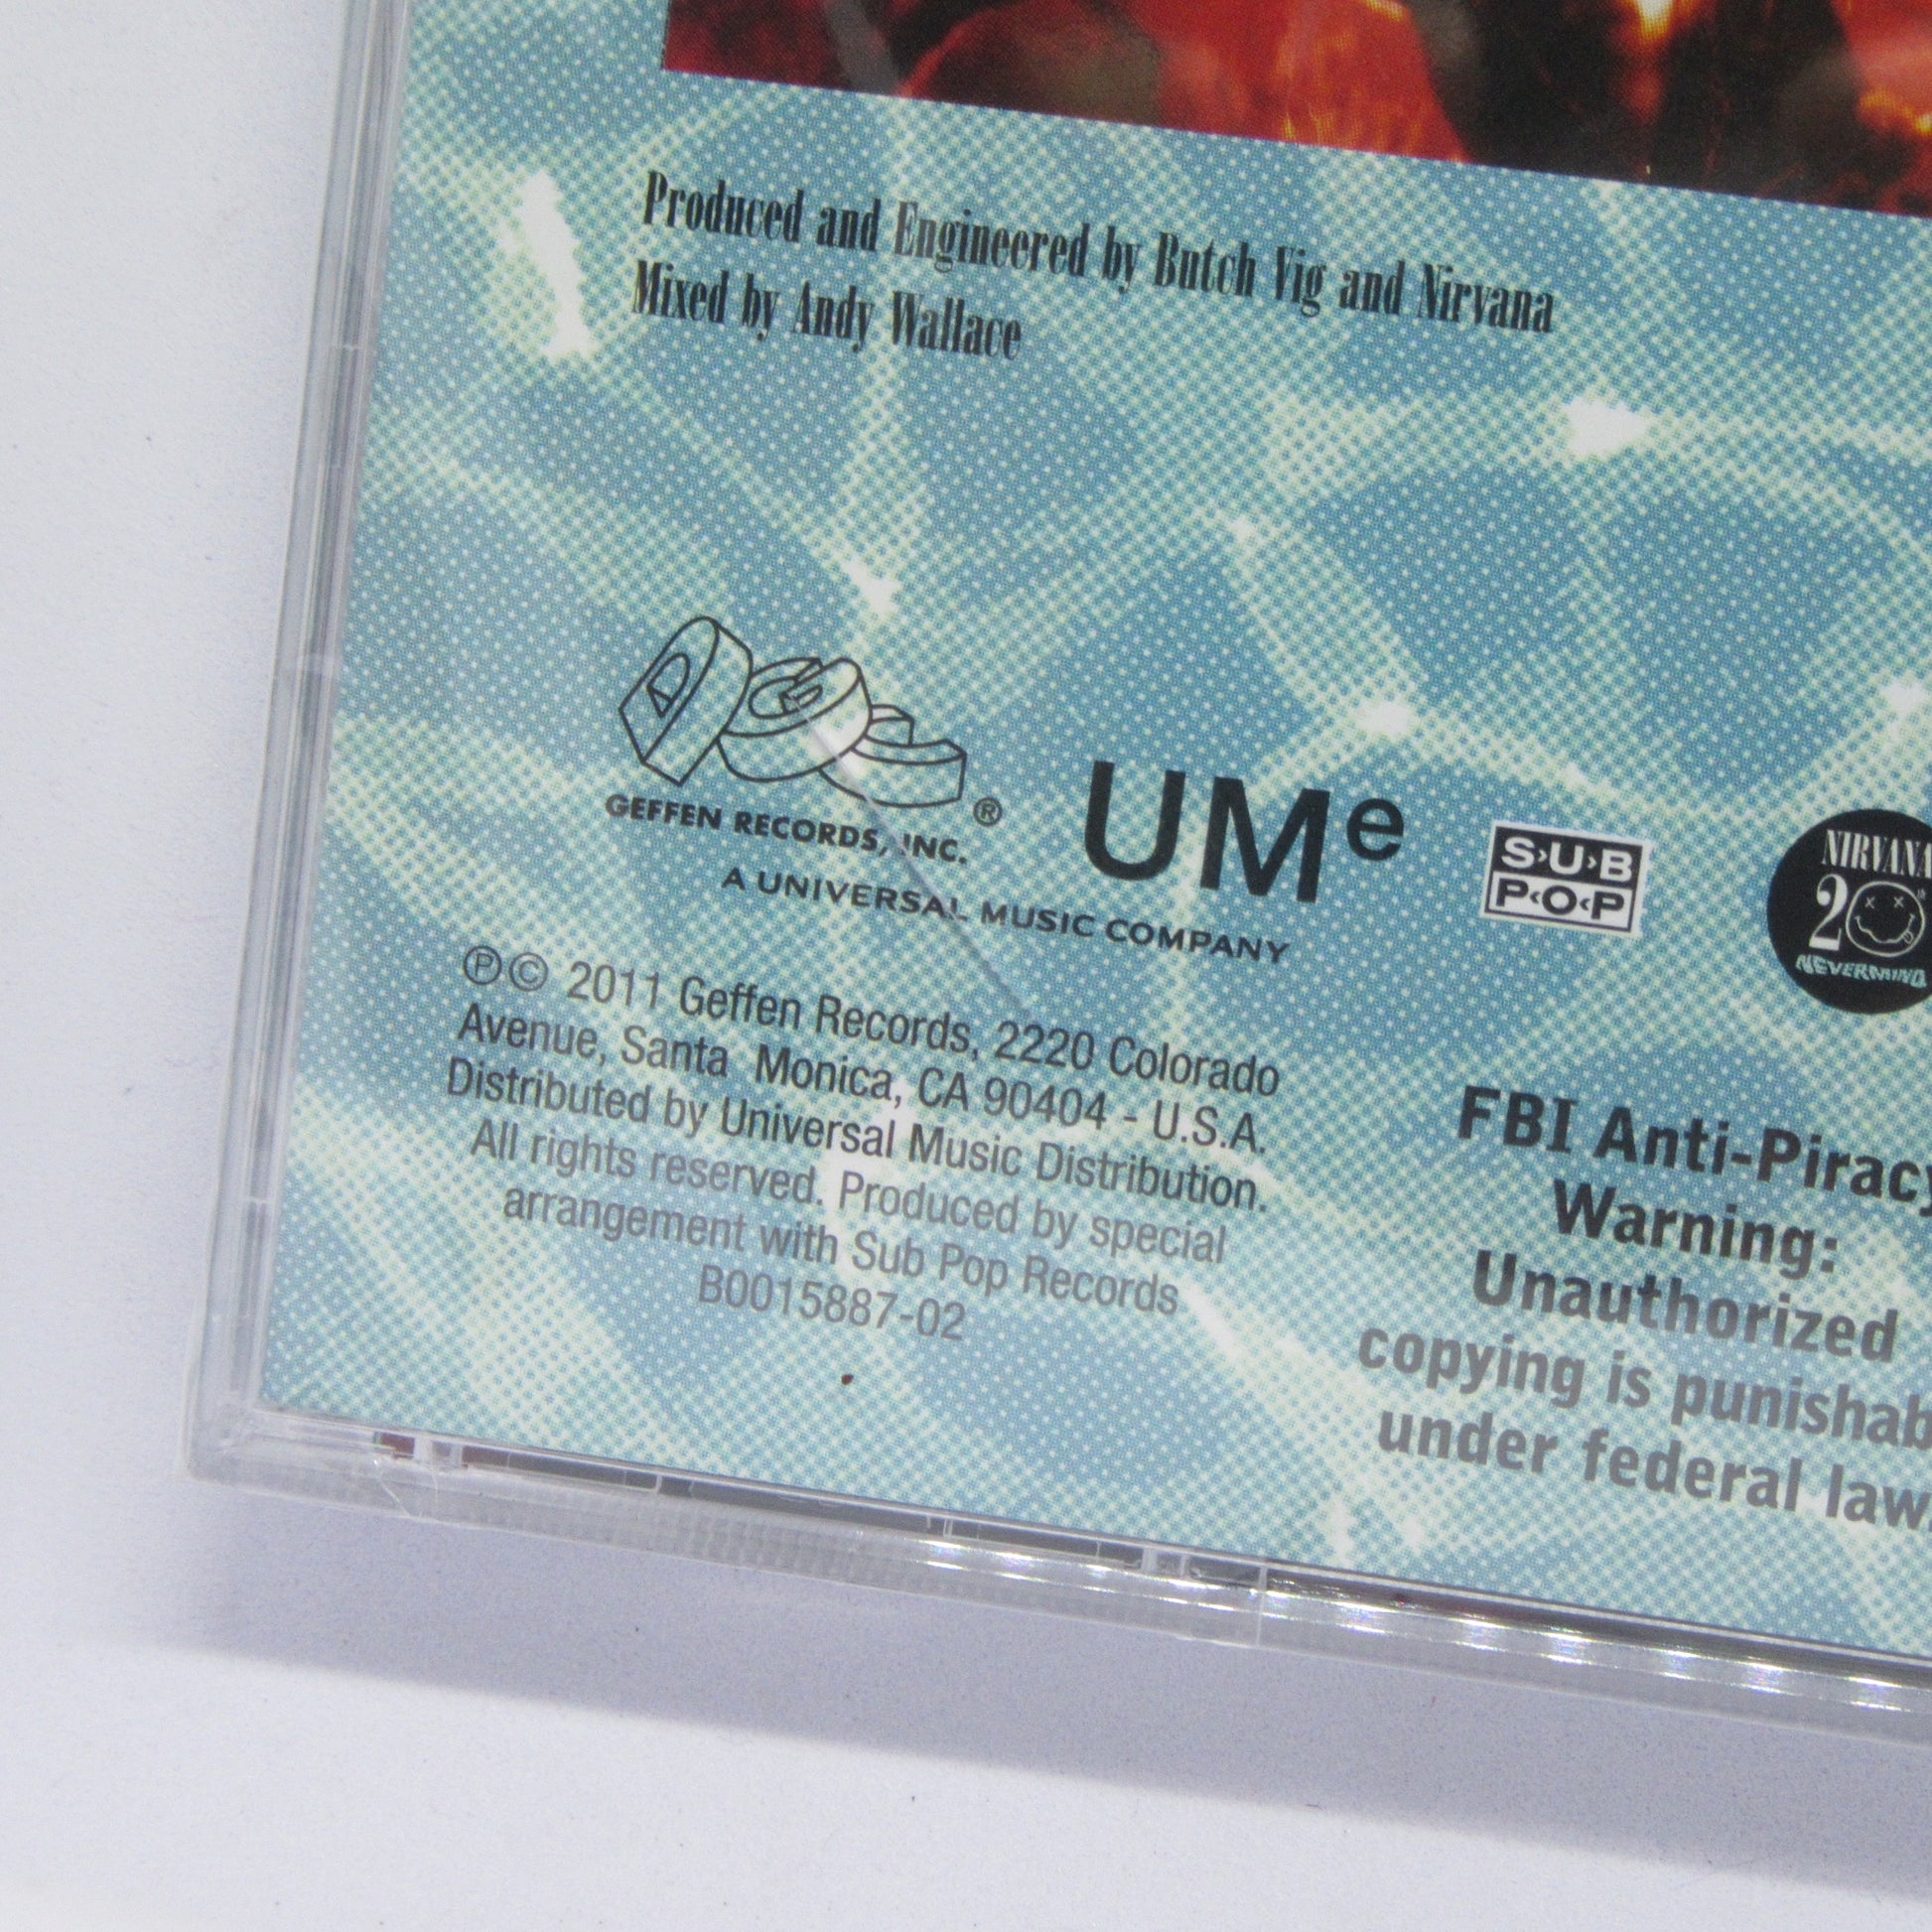 Produced and Engineered by Butch Vig and Nirvana
Mixed by Andy Wallace
GEFFEN RECORDS, INC.
®
A UNIVERSAL MUSIC COMPANY
UMe
S›U›B
P‹O‹P
NIRVANA
20
NEVERMIND
℗© 2011 Geffen Records, 2220 Colorado
Avenue, Santa Monica, CA 90404 - U.S.A.
Distributed by Universal Music Distribution.
All rights reserved. Produced by special
arrangement with Sub Pop Records
B0015887-02
FBI Anti-Piracy
Warning:
Unauthorized
copying is punishab
under federal law.